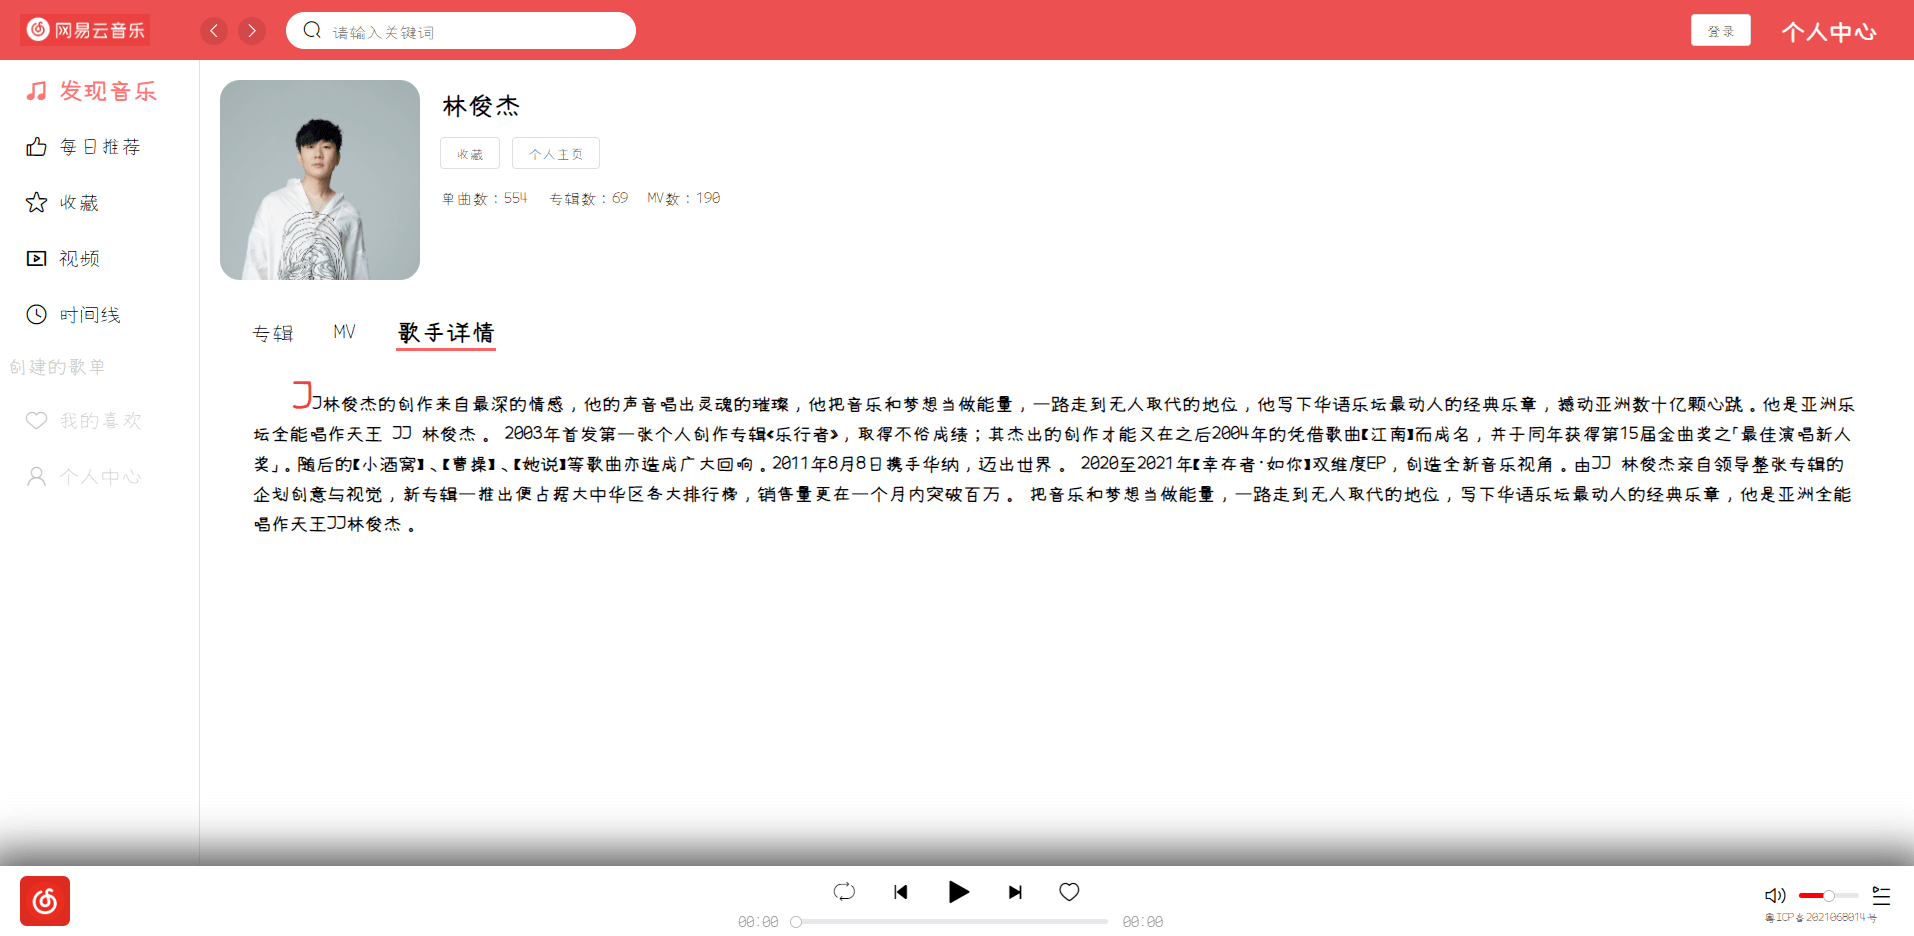 网易云音乐
请输入关键词
登录
个人中心
发现音乐
每日推荐
收藏
视频
时间线
创建的歌单
我的喜欢
个人中心
林俊杰
收藏
个人主页
单曲数：554 专辑数：69 MV数：190
专辑 MV 歌手详情
JJ林俊杰的创作来自最深的情感，他的声音唱出灵魂的璀璨，他把音乐和梦想当做能量，一路走到无人取代的地位，他写下华语乐坛最动人的经典乐章，撼动亚洲数十亿颗心跳。他是亚洲乐
坛全能唱作天王 JJ 林俊杰 。 2003年首发第一张个人创作专辑《乐行者》，取得不俗成绩；其杰出的创作才能又在之后2004年的凭借歌曲【江南】而成名，并于同年获得第15届金曲奖之「最佳演唱新人
奖」。随后的【小酒窝】、【曹操】、【她说】等歌曲亦造成广大回响。2011年8月8日携手华纳，迈出世界 。 2020至2021年【幸存者·如你】双维度EP，创造全新音乐视角。由JJ 林俊杰亲自领导整张专辑的
企划创意与视觉，新专辑一推出便占据大中华区各大排行榜，销售量更在一个月内突破百万 。 把音乐和梦想当做能量，一路走到无人取代的地位，写下华语乐坛最动人的经典乐章，他是亚洲全能
唱作天王JJ林俊杰 。
00:00 00:00
粤ICP备2021068014号